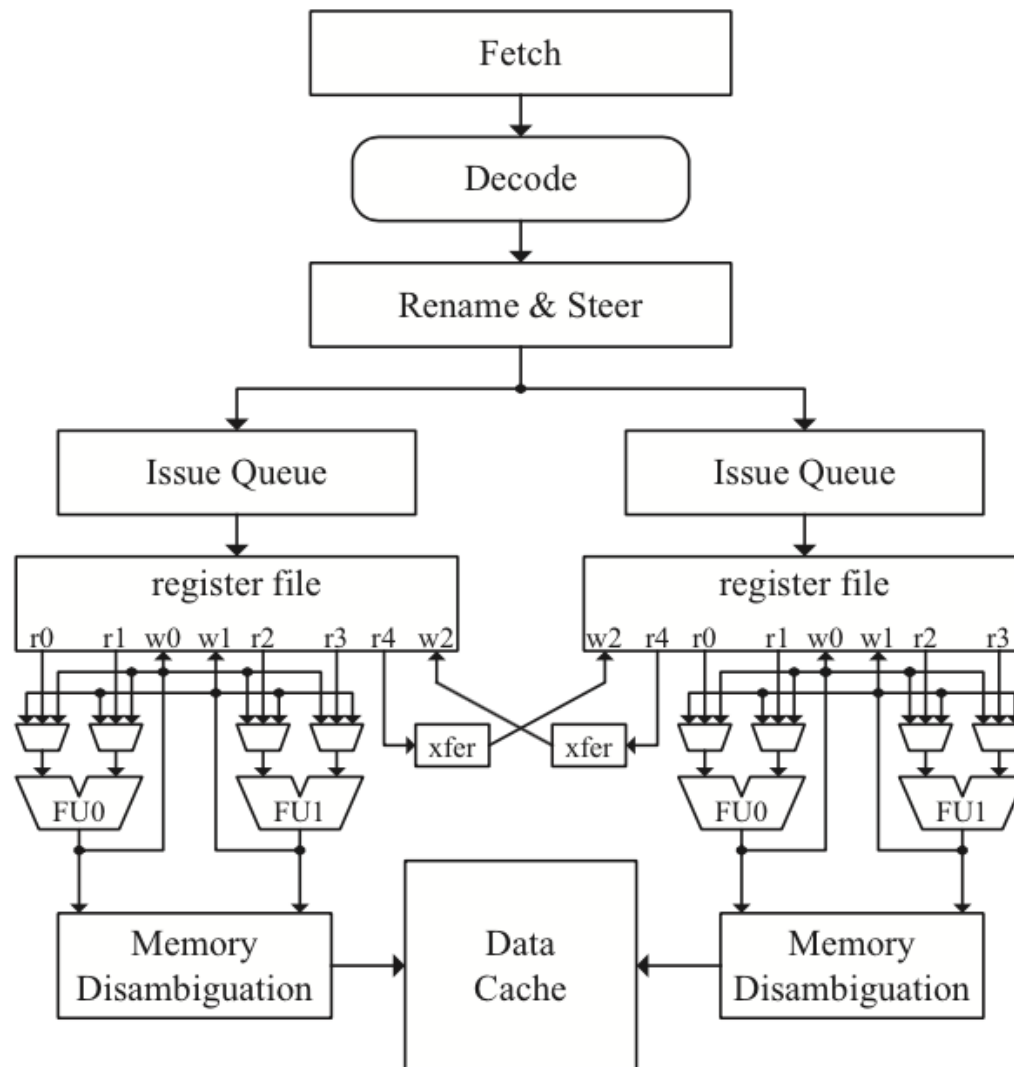 Fetch
Decode
Rename & Steer
Issue Queue
Issue Queue
register file
register file
r0 r1 w0 w1 r2 r3 r4 w2
w2 r4 r0 r1 w0 w1 r2 r3
xfer
xfer
FU0
FU1
FU0
FU1
Memory
Disambiguation
Data
Cache
Memory
Disambiguation